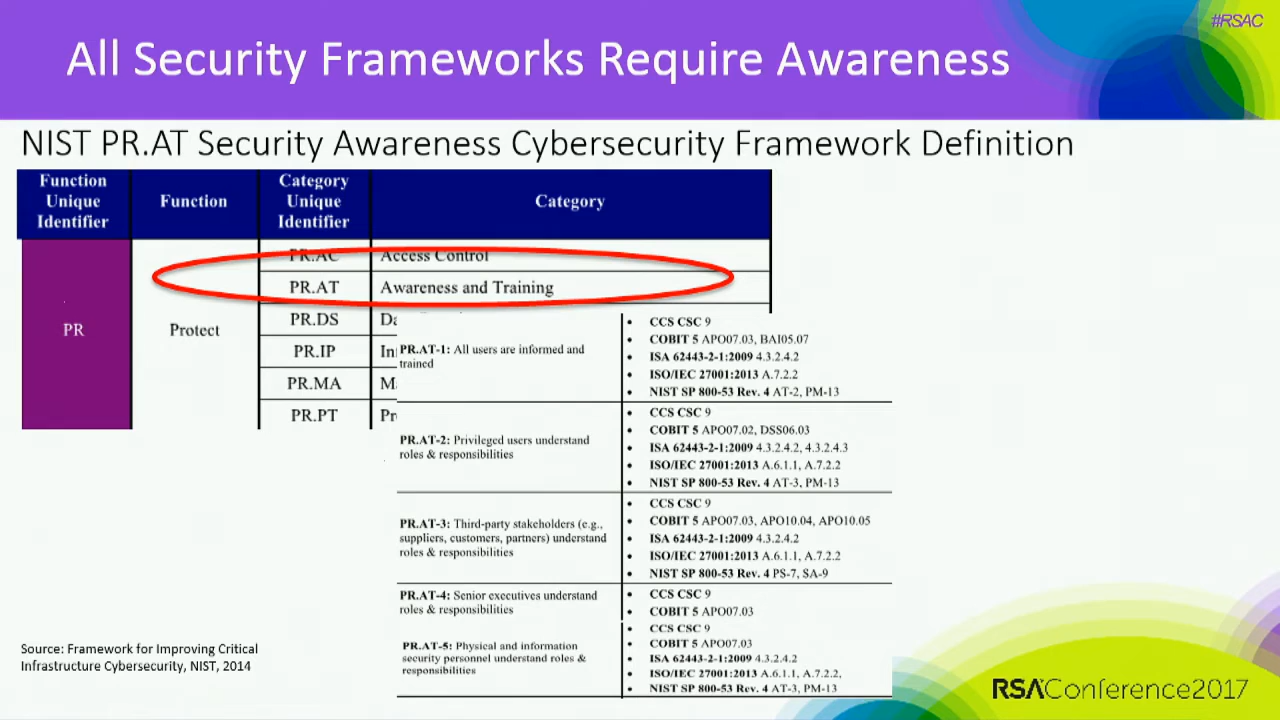 #RSAC
All Security Frameworks Require Awareness
NIST PR.AT Security Awareness Cybersecurity Framework Definition
Function Unique Identifier
Function
Category Unique Identifier
Category
PR
Protect
PR.AC
Access Control
PR.AT
Awareness and Training
PR.DS
Da
PR.IP
In
PR.MA
M
PR.PT
Pr
PR.AT-1: All users are informed and
trained
• CCS CSC 9
• COBIT 5 APO07.03, BAI05.07
• ISA 62443-2-1:2009 4.3.2.4.2
• ISO/IEC 27001:2013 A.7.2.2
• NIST SP 800-53 Rev. 4 AT-2, PM-13
PR.AT-2: Privileged users understand
roles & responsibilities
• CCS CSC 9
• COBIT 5 APO07.02, DSS06.03
• ISA 62443-2-1:2009 4.3.2.4.2, 4.3.2.4.3
• ISO/IEC 27001:2013 A.6.1.1, A.7.2.2
• NIST SP 800-53 Rev. 4 AT-3, PM-13
PR.AT-3: Third-party stakeholders (e.g.,
suppliers, customers, partners) understand
roles & responsibilities
• CCS CSC 9
• COBIT 5 APO07.03, APO10.04, APO10.05
• ISA 62443-2-1:2009 4.3.2.4.2
• ISO/IEC 27001:2013 A.6.1.1, A.7.2.2
• NIST SP 800-53 Rev. 4 PS-7, SA-9
PR.AT-4: Senior executives understand
roles & responsibilities
• CCS CSC 9
• COBIT 5 APO07.03
PR.AT-5: Physical and information
security personnel understand roles &
responsibilities
• CCS CSC 9
• COBIT 5 APO07.03
• ISA 62443-2-1:2009 4.3.2.4.2
• ISO/IEC 27001:2013 A.6.1.1, A.7.2.2,
• NIST SP 800-53 Rev. 4 AT-3, PM-13
Source: Framework for Improving Critical
Infrastructure Cybersecurity, NIST, 2014
RSAConference2017